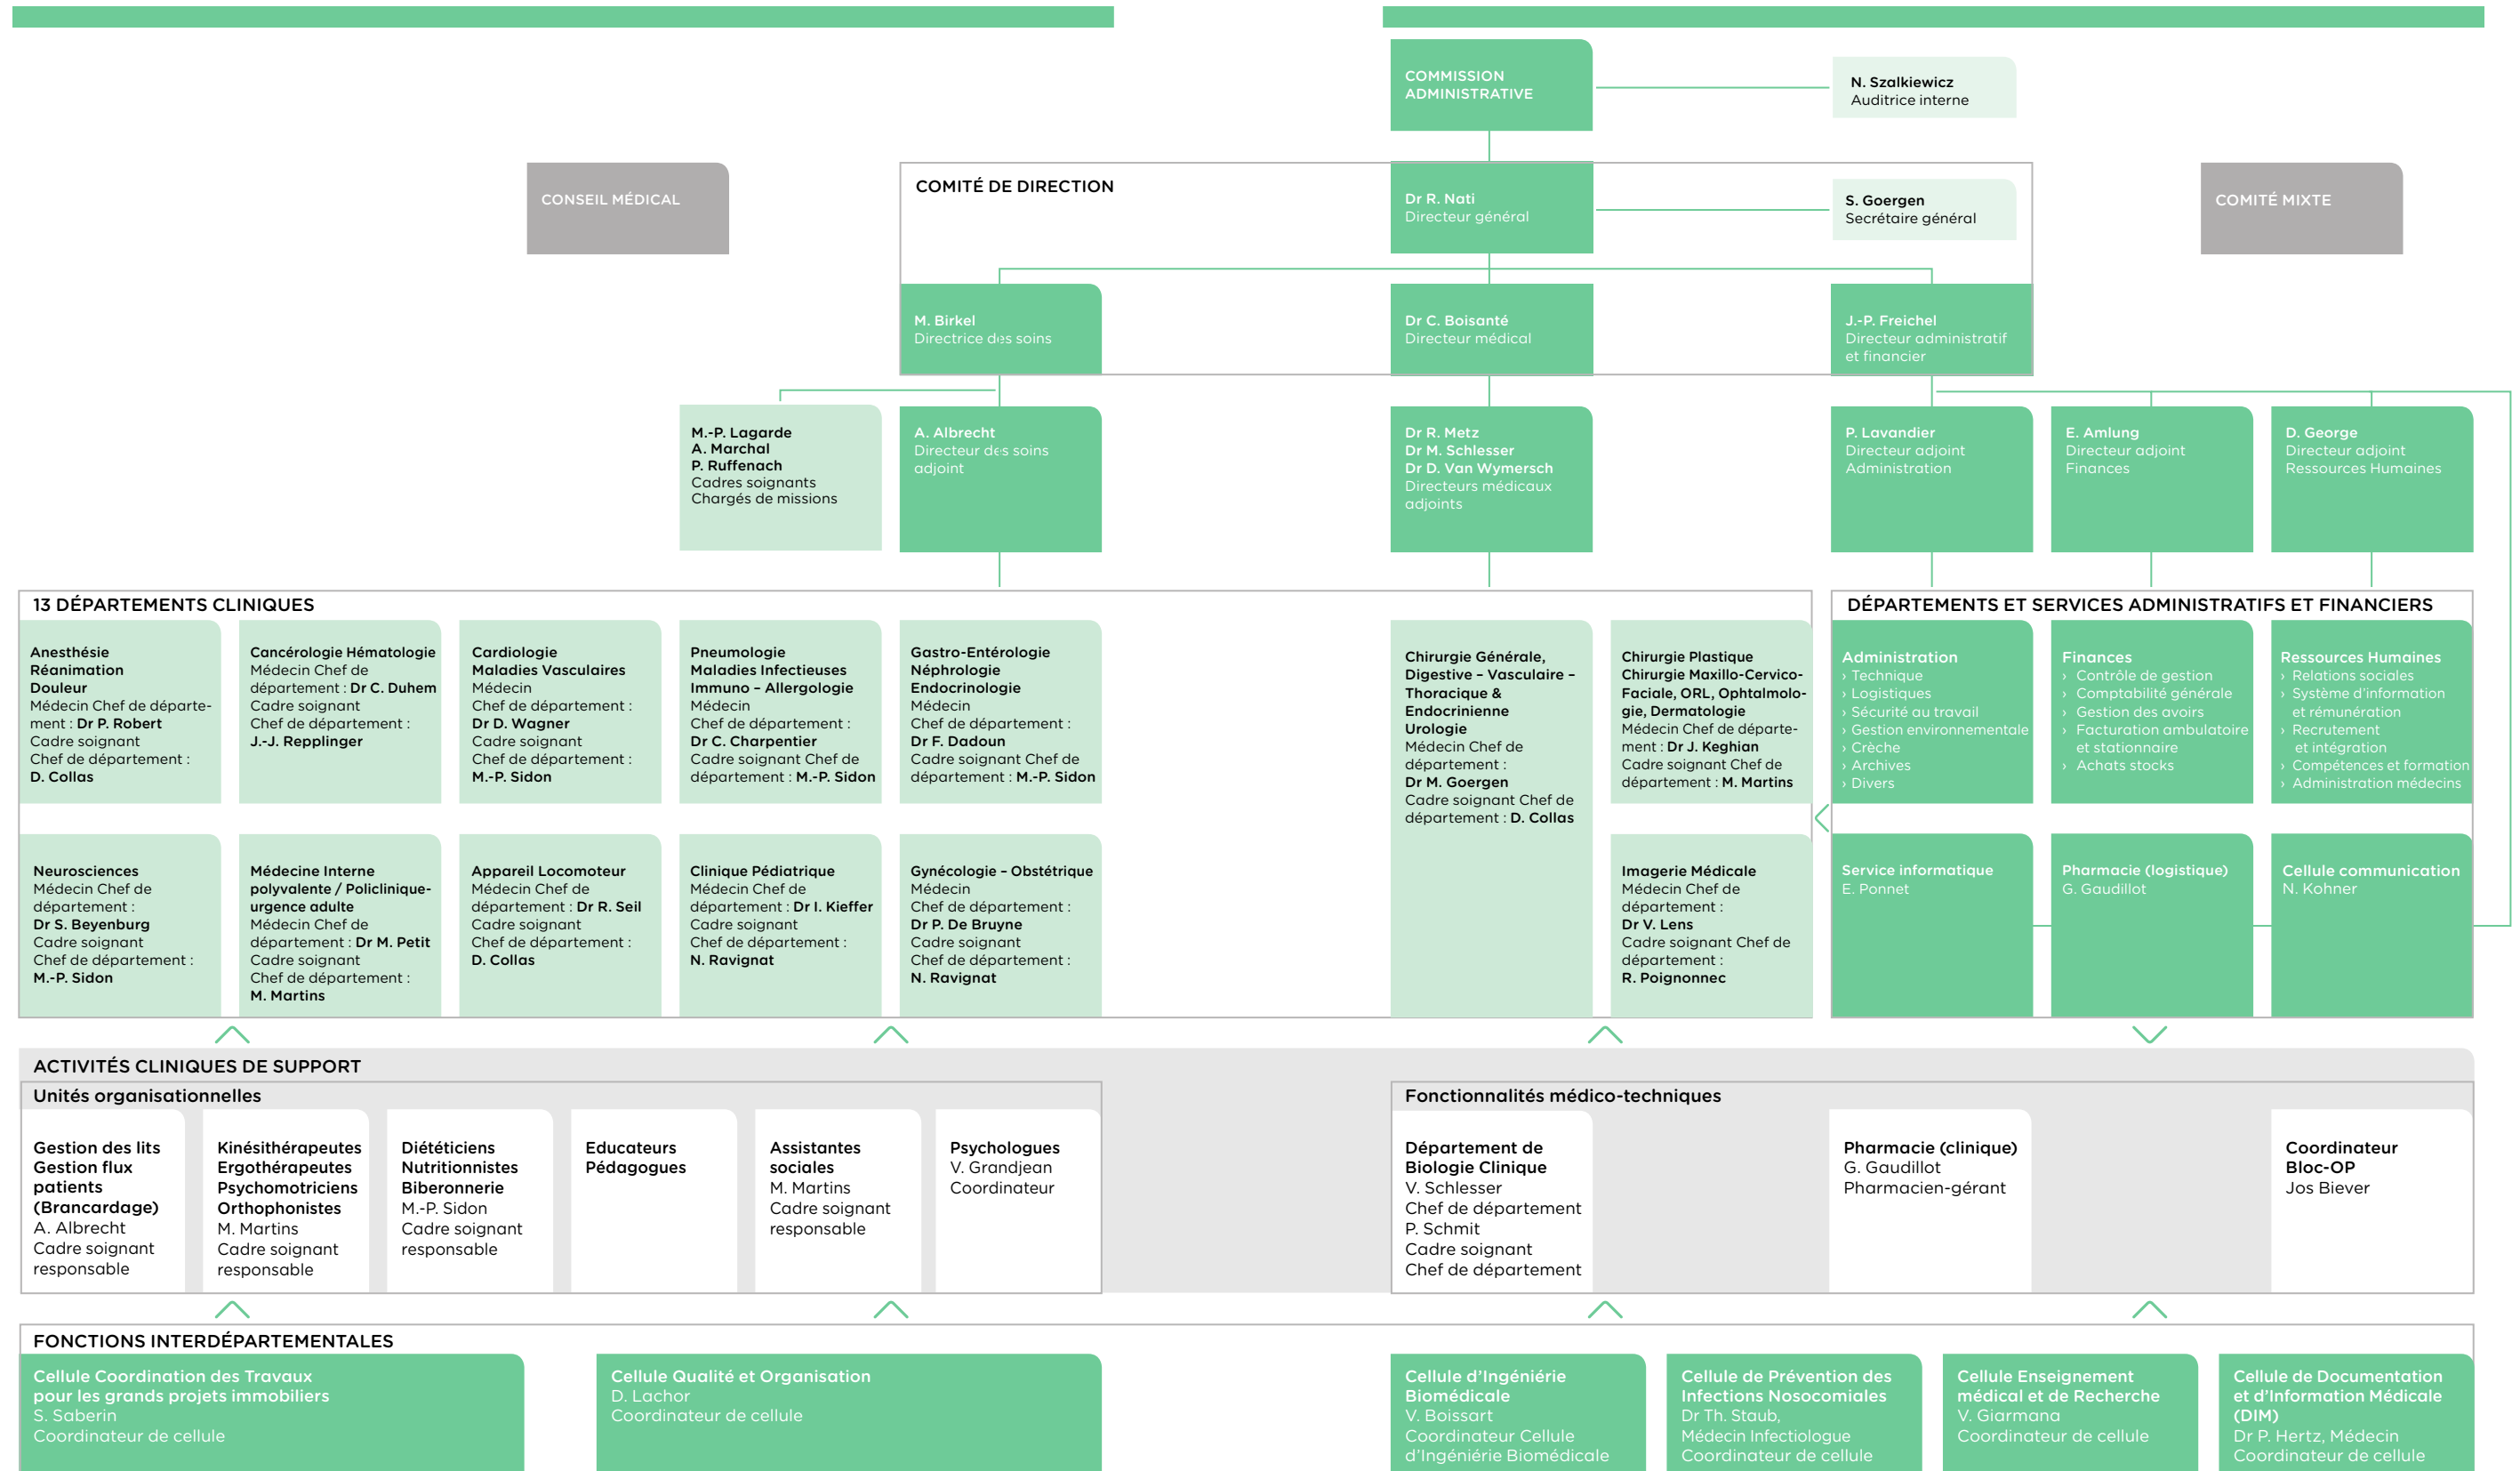 COMMISSION
ADMINISTRATIVE
N. Szalkiewicz
Auditrice interne
CONSEIL MÉDICAL
COMITÉ DE DIRECTION
Dr R. Nati
Directeur général
S. Goergen
Secrétaire général
COMITÉ MIXTE
M. Birkel
Directrice des soins
Dr C. Boisanté
Directeur médical
J.-P. Freichel
Directeur administratif
et financier
M.-P. Lagarde
A. Marchal
P. Ruffenach
Cadres soignants
Chargés de missions
A. Albrecht
Directeur des soins
adjoint
Dr R. Metz
Dr M. Schlesser
Dr D. Van Wymersch
Directeurs médicaux
adjoints
P. Lavandier
Directeur adjoint
Administration
E. Amlung
Directeur adjoint
Finances
D. George
Directeur adjoint
Ressources Humaines
13 DÉPARTEMENTS CLINIQUES
Anesthésie
Réanimation
Douleur
Médecin Chef de départe-
ment : Dr P. Robert
Cadre soignant
Chef de département :
D. Collas
Cancérologie Hématologie
Médecin Chef de
département : Dr C. Duhem
Cadre soignant
Chef de département :
J.-J. Repplinger
Cardiologie
Maladies Vasculaires
Médecin
Chef de département :
Dr D. Wagner
Cadre soignant
Chef de département :
M.-P. Sidon
Pneumologie
Maladies Infectieuses
Immuno – Allergologie
Médecin
Chef de département :
Dr C. Charpentier
Cadre soignant Chef de
département : M.-P. Sidon
Gastro-Entérologie
Néphrologie
Endocrinologie
Médecin
Chef de département :
Dr F. Dadoun
Cadre soignant Chef de
département : M.-P. Sidon
Chirurgie Générale,
Digestive – Vasculaire –
Thoracique &
Endocrinienne
Urologie
Médecin Chef de
département :
Dr M. Goergen
Cadre soignant Chef de
département : D. Collas
Chirurgie Plastique
Chirurgie Maxillo-Cervico-
Faciale, ORL, Ophtalmolo-
gie, Dermatologie
Médecin Chef de départe-
ment : Dr J. Keghian
Cadre soignant Chef de
département : M. Martins
Neurosciences
Médecin Chef de
département :
Dr S. Beyenburg
Cadre soignant
Chef de département :
M.-P. Sidon
Médecine Interne
polyvalente / Policlinique-
urgence adulte
Médecin Chef de
département : Dr M. Petit
Cadre soignant
Chef de département :
M. Martins
Appareil Locomoteur
Médecin Chef de
département : Dr R. Seil
Cadre soignant
Chef de département :
D. Collas
Clinique Pédiatrique
Médecin Chef de
département : Dr I. Kieffer
Cadre soignant
Chef de département :
N. Ravignat
Gynécologie – Obstétrique
Médecin
Chef de département :
Dr P. De Bruyne
Cadre soignant
Chef de département :
N. Ravignat
Imagerie Médicale
Médecin Chef de
département :
Dr V. Lens
Cadre soignant Chef de
département :
R. Poignonnec
DÉPARTEMENTS ET SERVICES ADMINISTRATIFS ET FINANCIERS
Administration
› Technique
› Logistiques
› Sécurité au travail
› Gestion environnementale
› Crèche
› Archives
› Divers
Finances
› Contrôle de gestion
› Comptabilité générale
› Gestion des avoirs
› Facturation ambulatoire
et stationnaire
› Achats stocks
Ressources Humaines
› Relations sociales
› Système d'information
et rémunération
› Recrutement
et intégration
› Compétences et formation
› Administration médecins
Service informatique
E. Ponnet
Pharmacie (logistique)
G. Gaudillot
Cellule communication
N. Kohner
ACTIVITÉS CLINIQUES DE SUPPORT
Unités organisationnelles
Gestion des lits
Gestion flux
patients
(Brancardage)
A. Albrecht
Cadre soignant
responsable
Kinésithérapeutes
Ergothérapeutes
Psychomotriciens
Orthophonistes
M. Martins
Cadre soignant
responsable
Diététiciens
Nutritionnistes
Biberonnerie
M.-P. Sidon
Cadre soignant
responsable
Educateurs
Pédagogues
Assistantes
sociales
M. Martins
Cadre soignant
responsable
Psychologues
V. Grandjean
Coordinateur
Fonctionnalités médico-techniques
Département de
Biologie Clinique
V. Schlesser
Chef de département
P. Schmit
Cadre soignant
Chef de département
Pharmacie (clinique)
G. Gaudillot
Pharmacien-gérant
Coordinateur
Bloc-OP
Jos Biever
FONCTIONS INTERDÉPARTEMENTALES
Cellule Coordination des Travaux
pour les grands projets immobiliers
S. Saberin
Coordinateur de cellule
Cellule Qualité et Organisation
D. Lachor
Coordinateur de cellule
Cellule d'Ingéniérie
Biomédicale
V. Boissart
Coordinateur Cellule
d'Ingéniérie Biomédicale
Cellule de Prévention des
Infections Nosocomiales
Dr Th. Staub,
Médecin Infectiologue
Coordinateur de cellule
Cellule Enseignement
médical et de Recherche
V. Giarmana
Coordinateur de cellule
Cellule de Documentation
et d'Information Médicale
(DIM)
Dr P. Hertz, Médecin
Coordinateur de cellule